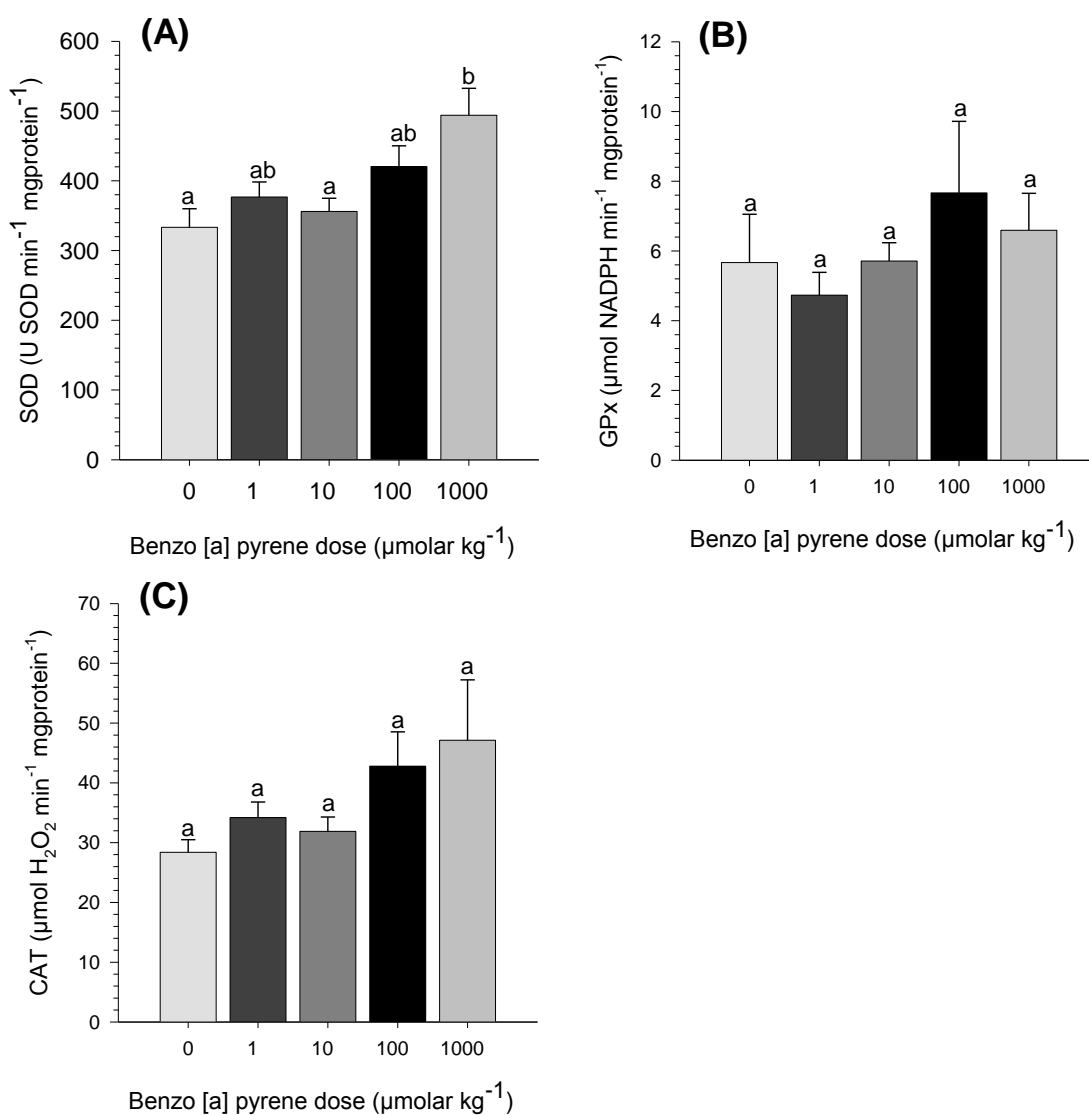 (A)
SOD (U SOD min⁻¹ mgprotein⁻¹)
600
500
400
300
200
100
0
a
ab
a
ab
b
0 1 10 100 1000
Benzo [a] pyrene dose (µmolar kg⁻¹)
(B)
GPx (µmol NADPH min⁻¹ mgprotein⁻¹)
12
10
8
6
4
2
0
a
a
a
a
a
0 1 10 100 1000
Benzo [a] pyrene dose (µmolar kg⁻¹)
(C)
CAT (µmol H₂O₂ min⁻¹ mgprotein⁻¹)
70
60
50
40
30
20
10
0
a
a
a
a
a
0 1 10 100 1000
Benzo [a] pyrene dose (µmolar kg⁻¹)